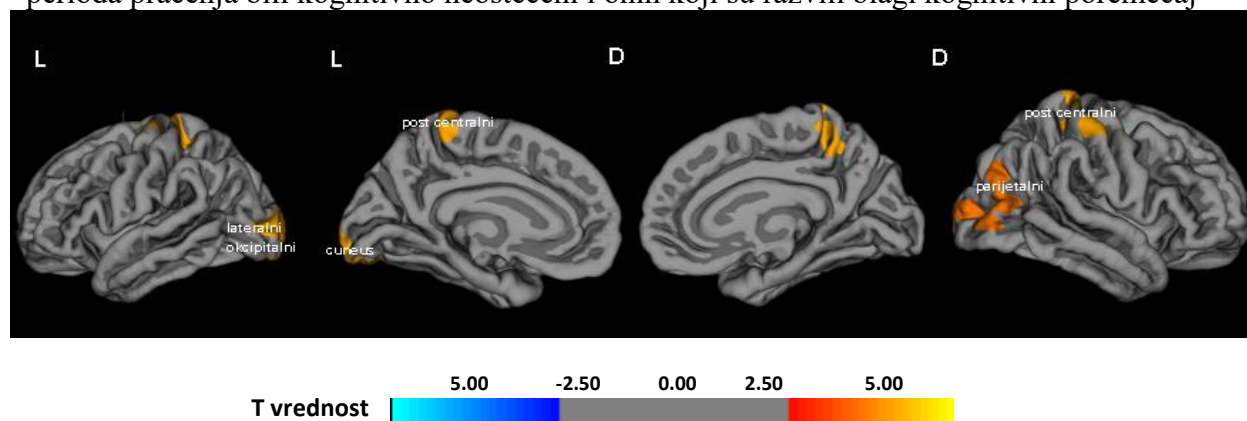 perioda praćenja bili kognitivno neoštećeni i onih koji su razvili blagi kognitivni poremećaj
L L D D
post centralni
post centralni
parijetalni
lateralni
okcipitalni
cuneus
5.00 -2.50 0.00 2.50 5.00
T vrednost